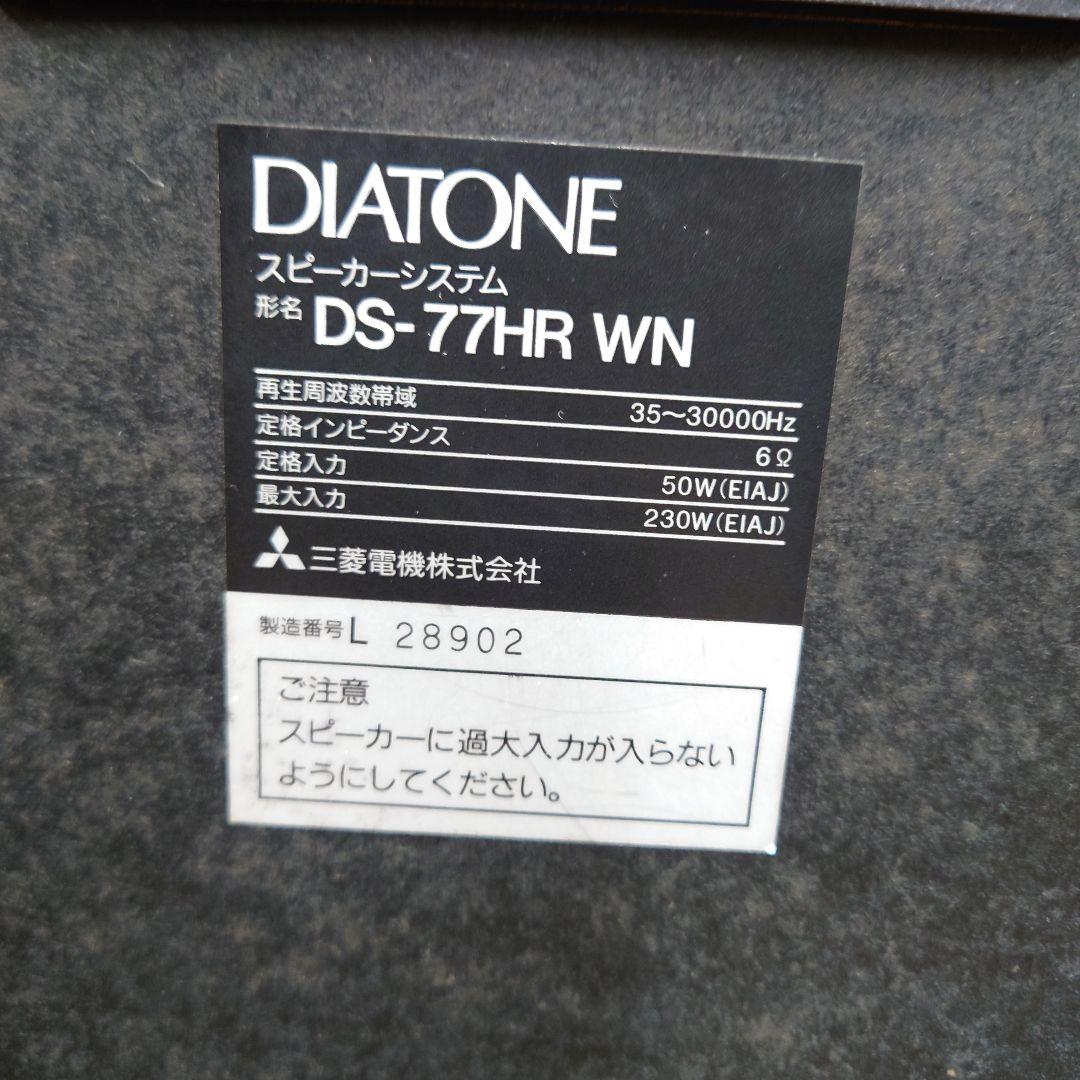 DIATONE
スピーカーシステム
形名 DS-77HR WN
再生周波数帯域 35～30000Hz
定格インピーダンス 6Ω
定格入力 50W(EIAJ)
最大入力 230W(EIAJ)
三菱電機株式会社
製造番号 L 28902
ご注意
スピーカーに過大入力が入らない
ようにしてください。